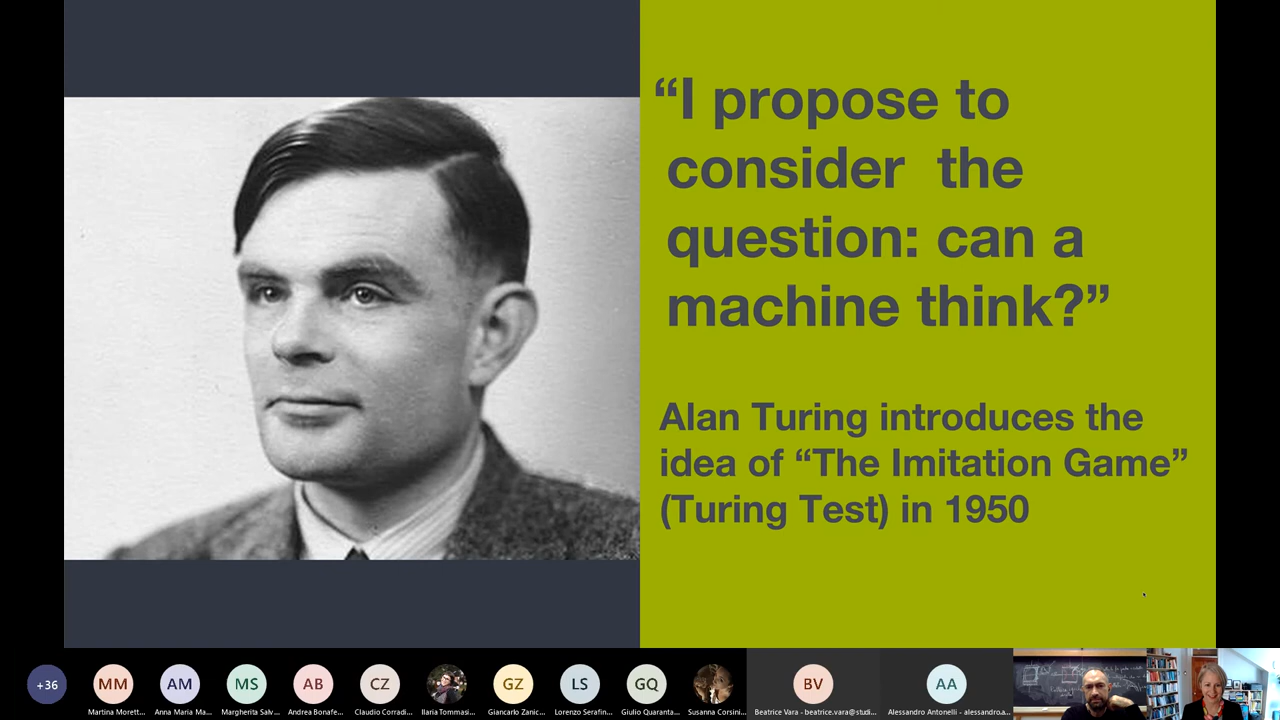 “I propose to
consider the
question: can a
machine think?”
Alan Turing introduces the
idea of “The Imitation Game”
(Turing Test) in 1950
+36
MM
AM
MS
AB
CZ
GZ
LS
GQ
BV
AA
Martina Morett...
Anna Maria Ma...
Margherita Salv...
Andrea Bonafe...
Claudio Corradi...
Ilaria Tommasi...
Giancarlo Zanic...
Lorenzo Serafin...
Giulio Quaranta...
Susanna Corsini...
Beatrice Vara - beatrice.vara@studi...
Alessandro Antonelli - alessandro.a...